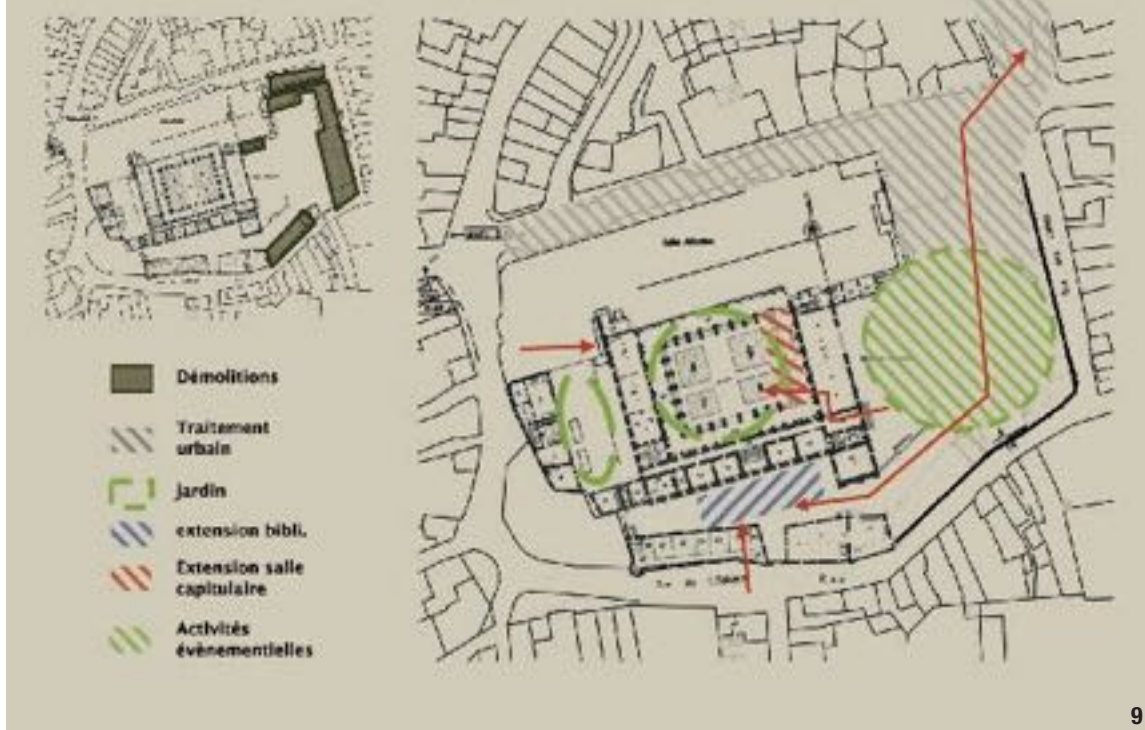 Démolitions
Traitement
urbain
jardin
extension bibli.
Extension salle
capitulaire
Activités
évènementielles
9